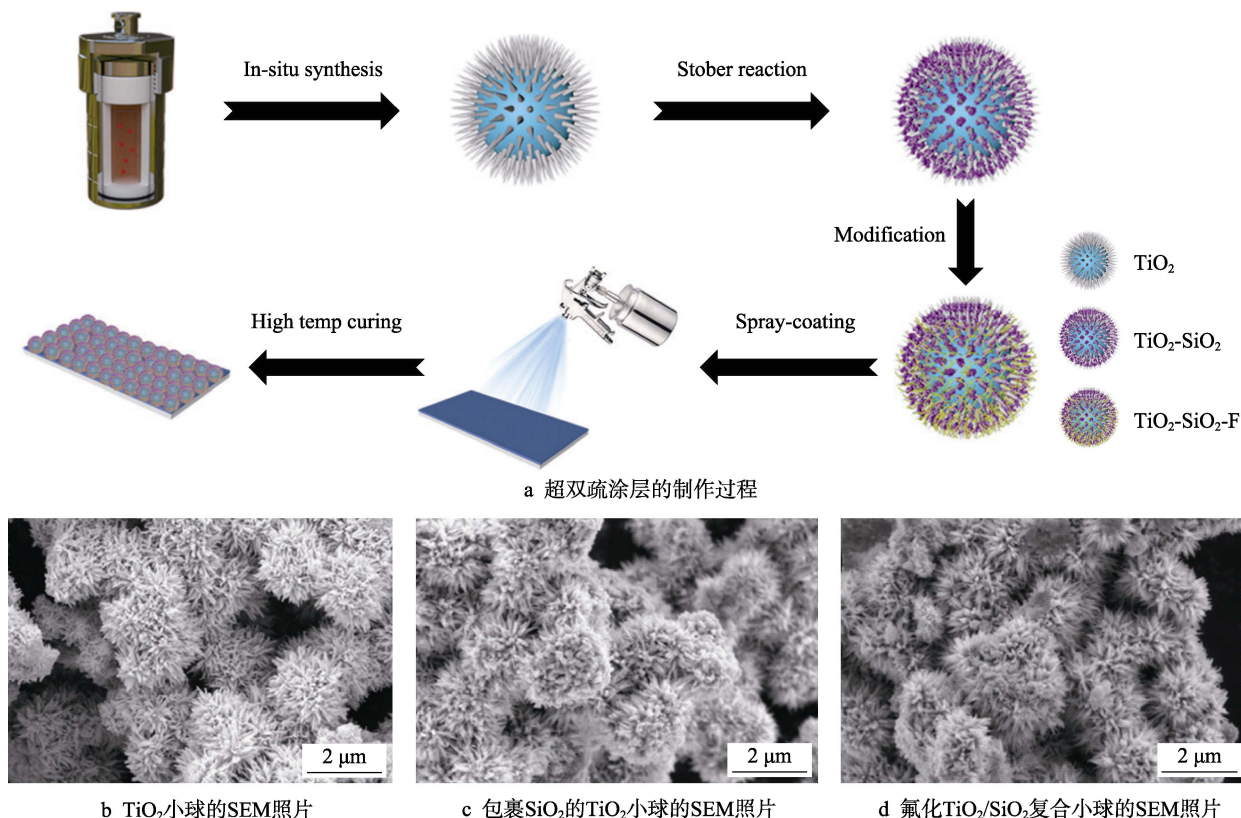 In-situ synthesis
Stober reaction
Modification
TiO₂
TiO₂-SiO₂
TiO₂-SiO₂-F
Spray-coating
High temp curing
a 超双疏涂层的制作过程
2 μm
2 μm
2 μm
b TiO₂小球的SEM照片
c 包裹SiO₂的TiO₂小球的SEM照片
d 氟化TiO₂/SiO₂复合小球的SEM照片